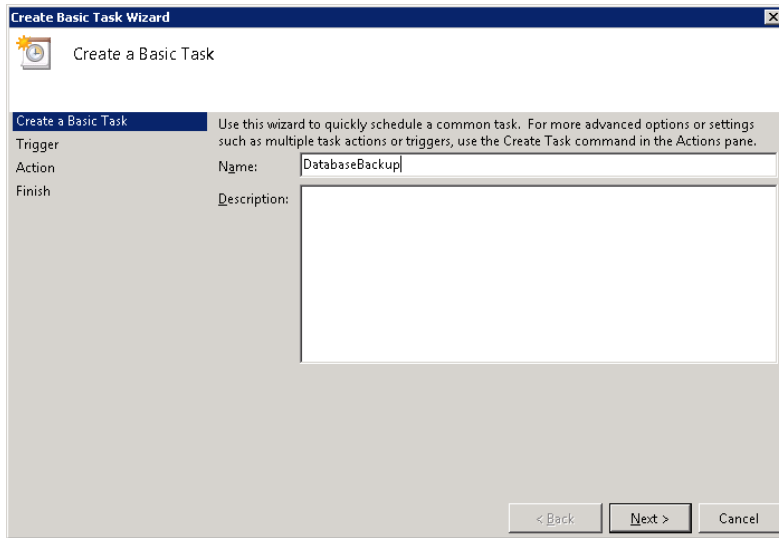 Create Basic Task Wizard
Create a Basic Task
Create a Basic Task
Trigger
Action
Finish
Use this wizard to quickly schedule a common task. For more advanced options or settings
such as multiple task actions or triggers, use the Create Task command in the Actions pane.
Name: DatabaseBackup
Description:
< Back Next > Cancel